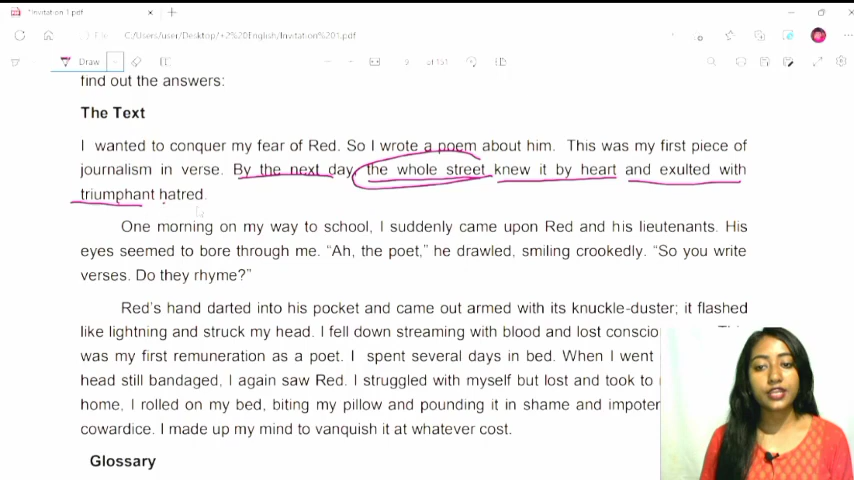 *Invitation 1.pdf
File C:/Users/user/Desktop/+2%20English/Invitation%201.pdf
Draw of 151
find out the answers:
The Text
I wanted to conquer my fear of Red. So I wrote a poem about him. This was my first piece of
journalism in verse. By the next day, the whole street knew it by heart and exulted with
triumphant hatred.
One morning on my way to school, I suddenly came upon Red and his lieutenants. His
eyes seemed to bore through me. “Ah, the poet,” he drawled, smiling crookedly. “So you write
verses. Do they rhyme?”
Red's hand darted into his pocket and came out armed with its knuckle-duster; it flashed
like lightning and struck my head. I fell down streaming with blood and lost conscio
was my first remuneration as a poet. I spent several days in bed. When I went
head still bandaged, I again saw Red. I struggled with myself but lost and took to
home, I rolled on my bed, biting my pillow and pounding it in shame and impoten
cowardice. I made up my mind to vanquish it at whatever cost.
Glossary